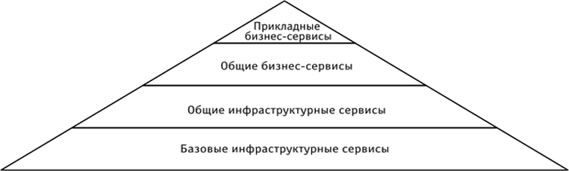 Прикладные
бизнес-сервисы
Общие бизнес-сервисы
Общие инфраструктурные сервисы
Базовые инфраструктурные сервисы